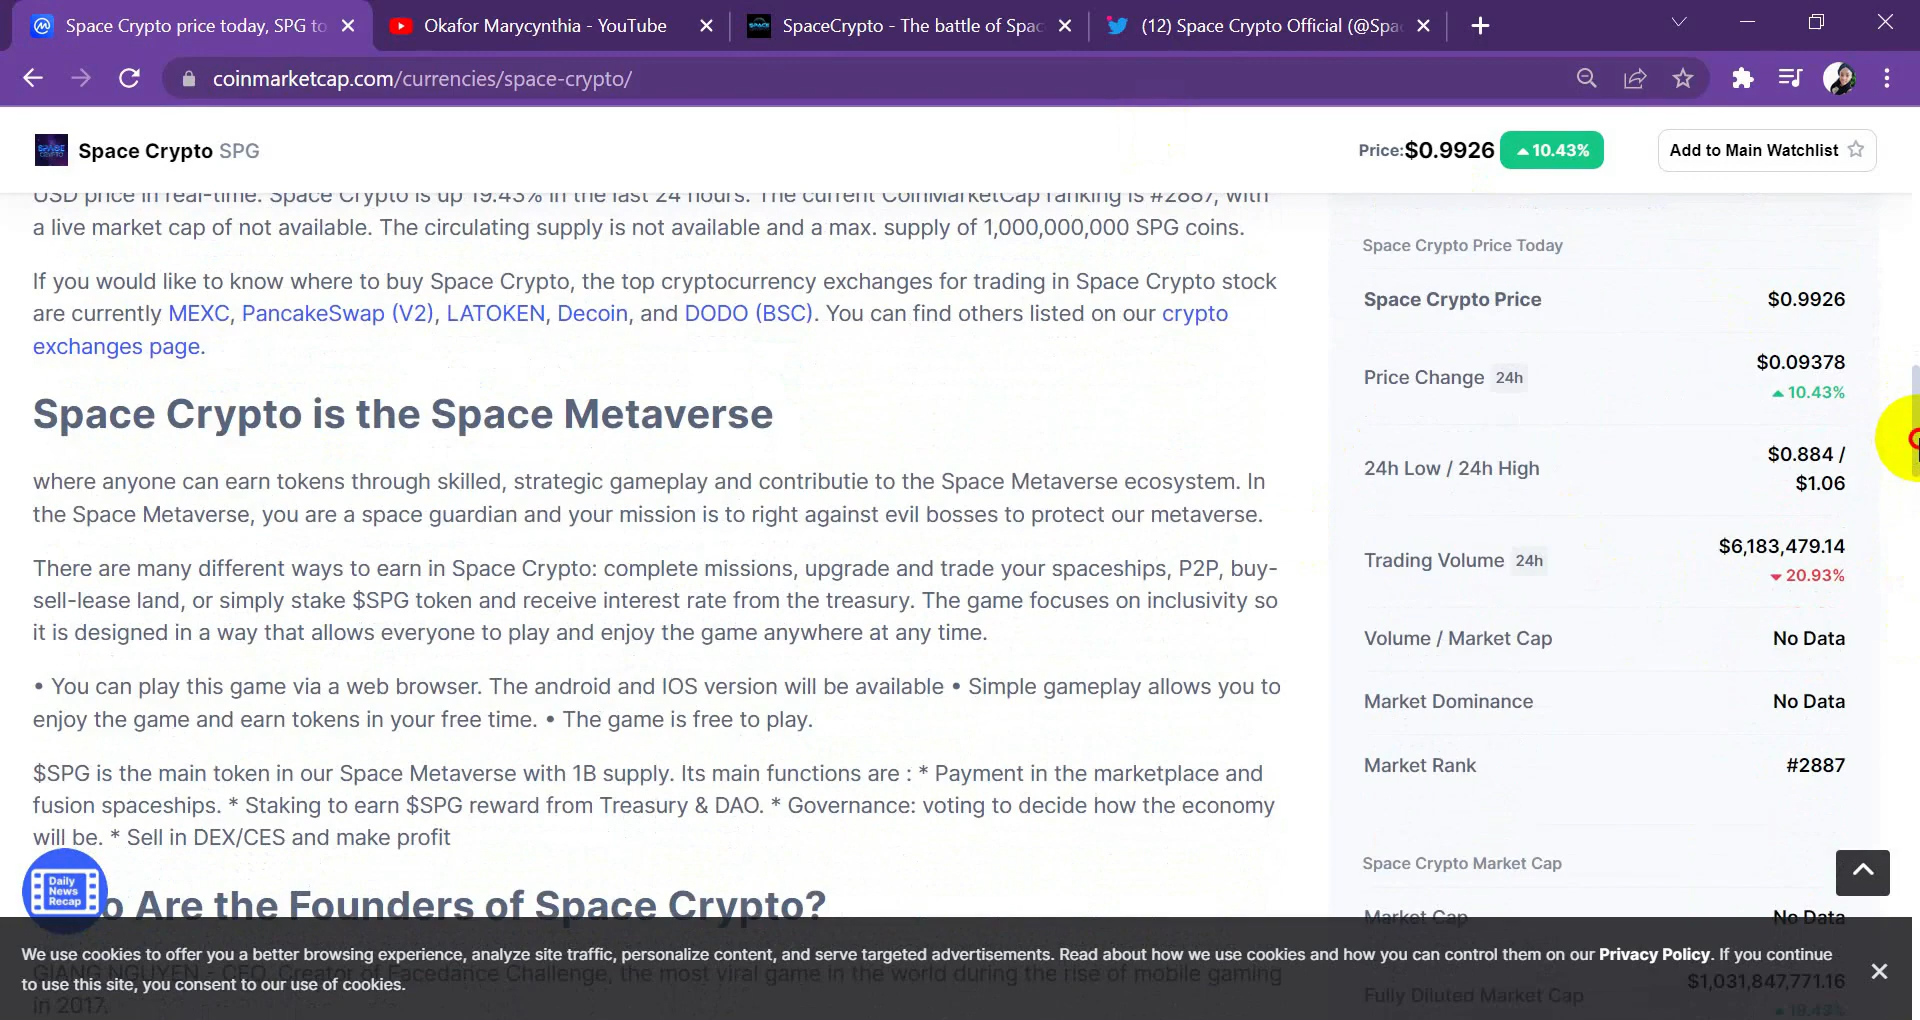 Space Crypto price today, SPG to
Okafor Marycynthia - YouTube
SpaceCrypto - The battle of Spac
(12) Space Crypto Official (@Spac
coinmarketcap.com/currencies/space-crypto/
Space Crypto SPG
Price:$0.9926
10.43%
Add to Main Watchlist
USD price in real-time. Space Crypto is up 19.43% in the last 24 hours. The current CoinMarketCap ranking is #2887, with
a live market cap of not available. The circulating supply is not available and a max. supply of 1,000,000,000 SPG coins.
If you would like to know where to buy Space Crypto, the top cryptocurrency exchanges for trading in Space Crypto stock
are currently MEXC, PancakeSwap (V2), LATOKEN, Decoin, and DODO (BSC). You can find others listed on our crypto
exchanges page.
Space Crypto is the Space Metaverse
where anyone can earn tokens through skilled, strategic gameplay and contributie to the Space Metaverse ecosystem. In
the Space Metaverse, you are a space guardian and your mission is to right against evil bosses to protect our metaverse.
There are many different ways to earn in Space Crypto: complete missions, upgrade and trade your spaceships, P2P, buy-
sell-lease land, or simply stake $SPG token and receive interest rate from the treasury. The game focuses on inclusivity so
it is designed in a way that allows everyone to play and enjoy the game anywhere at any time.
• You can play this game via a web browser. The android and IOS version will be available • Simple gameplay allows you to
enjoy the game and earn tokens in your free time. • The game is free to play.
$SPG is the main token in our Space Metaverse with 1B supply. Its main functions are : * Payment in the marketplace and
fusion spaceships. * Staking to earn $SPG reward from Treasury & DAO. * Governance: voting to decide how the economy
will be. * Sell in DEX/CES and make profit
Daily
News
Recap
o Are the Founders of Space Crypto?
GIANG NGUYEN - CEO, Creator of Facedance Challenge, the most viral game in the world during the rise of mobile gaming
in 2017.
Space Crypto Price Today
Space Crypto Price $0.9926
Price Change 24h $0.09378
10.43%
24h Low / 24h High $0.884 /
$1.06
Trading Volume 24h $6,183,479.14
20.93%
Volume / Market Cap No Data
Market Dominance No Data
Market Rank #2887
Space Crypto Market Cap
Market Cap No Data
Fully Diluted Market Cap $1,031,847,771.16
19.43%
We use cookies to offer you a better browsing experience, analyze site traffic, personalize content, and serve targeted advertisements. Read about how we use cookies and how you can control them on our Privacy Policy. If you continue
to use this site, you consent to our use of cookies.